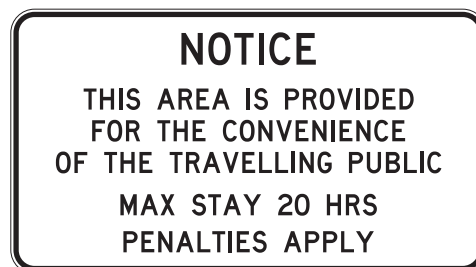 NOTICE
THIS AREA IS PROVIDED
FOR THE CONVENIENCE
OF THE TRAVELLING PUBLIC
MAX STAY 20 HRS
PENALTIES APPLY